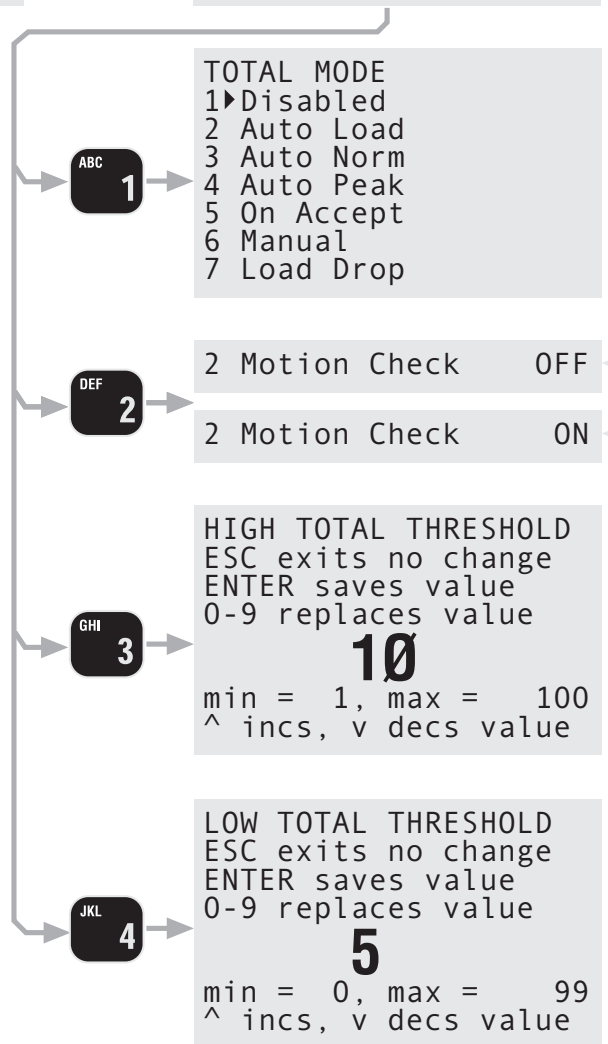 TOTAL MODE
1▶Disabled
2 Auto Load
3 Auto Norm
4 Auto Peak
5 On Accept
6 Manual
7 Load Drop
ABC
1
2 Motion Check OFF
DEF
2
2 Motion Check ON
HIGH TOTAL THRESHOLD
ESC exits no change
ENTER saves value
0-9 replaces value
GHI
3
10
min = 1, max = 100
^ incs, v decs value
LOW TOTAL THRESHOLD
ESC exits no change
ENTER saves value
0-9 replaces value
JKL
4
5
min = 0, max = 99
^ incs, v decs value